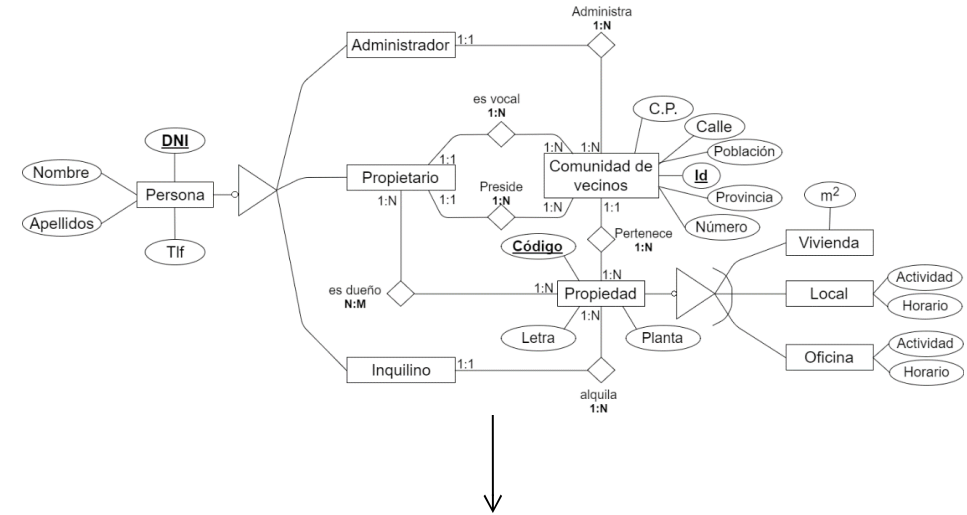 Administra
1:N
Administrador
1:1
es vocal
1:N
C.P.
Calle
DNI
1:N
1:N
Población
Nombre
1:1
Comunidad de
vecinos
Id
Persona
Propietario
Preside
1:N
Provincia
m²
1:N
1:1
1:N
1:1
Apellidos
Número
Pertenece
1:N
Tlf
Código
Vivienda
1:N
Actividad
es dueño
N:M
1:N
Propiedad
Local
1:N
Horario
Letra
Planta
Actividad
Oficina
Inquilino
1:1
Horario
alquila
1:N